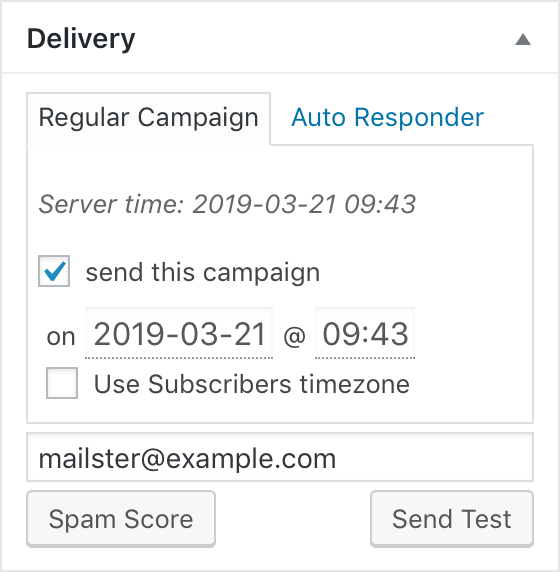 Delivery
Regular Campaign Auto Responder
Server time: 2019-03-21 09:43
send this campaign
on 2019-03-21 @ 09:43
Use Subscribers timezone
mailster@example.com
Spam Score Send Test